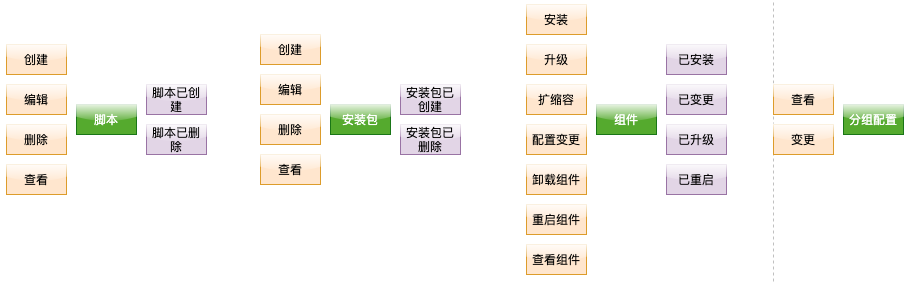 创建
编辑
删除
查看
脚本
脚本已创
建
脚本已删
除
创建
编辑
删除
查看
安装包
安装包已
创建
安装包已
删除
安装
升级
扩缩容
配置变更
卸载组件
重启组件
查看组件
组件
已安装
已变更
已升级
已重启
查看
变更
分组配置